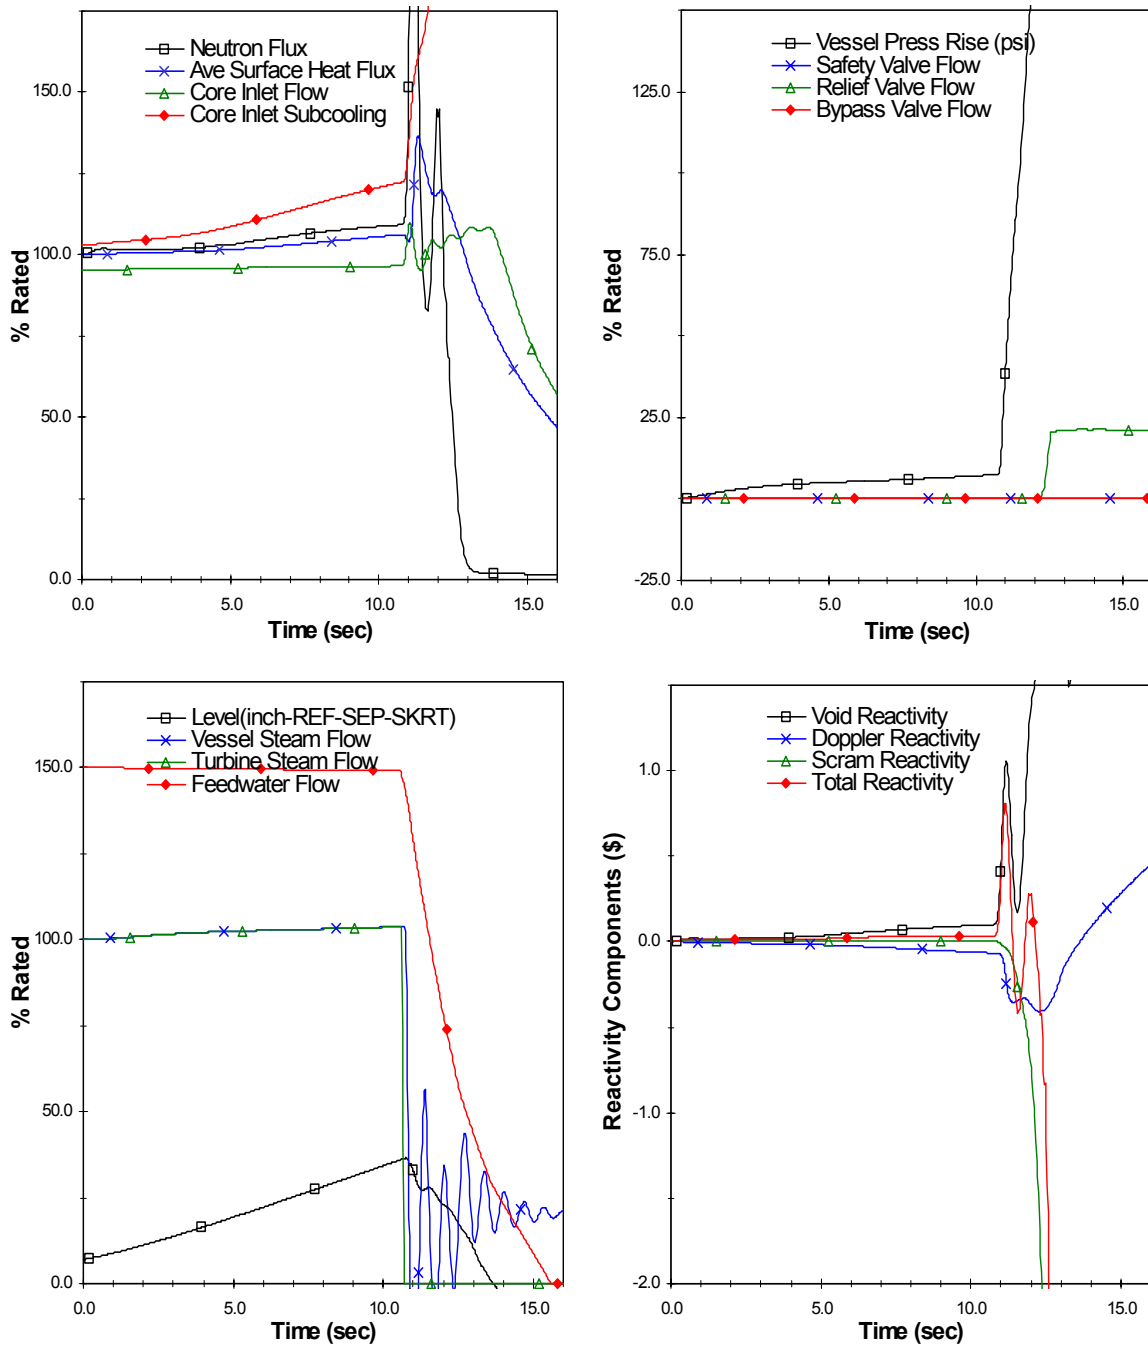 Neutron Flux
Ave Surface Heat Flux
Core Inlet Flow
Core Inlet Subcooling
150.0
100.0
50.0
0.0
% Rated
0.0 5.0 10.0 15.0
Time (sec)
Vessel Press Rise (psi)
Safety Valve Flow
Relief Valve Flow
Bypass Valve Flow
125.0
75.0
25.0
-25.0
% Rated
0.0 5.0 10.0 15.0
Time (sec)
Level(inch-REF-SEP-SKRT)
Vessel Steam Flow
Turbine Steam Flow
Feedwater Flow
150.0
100.0
50.0
0.0
% Rated
0.0 5.0 10.0 15.0
Time (sec)
Void Reactivity
Doppler Reactivity
Scram Reactivity
Total Reactivity
1.0
0.0
-1.0
-2.0
Reactivity Components ($)
0.0 5.0 10.0 15.0
Time (sec)